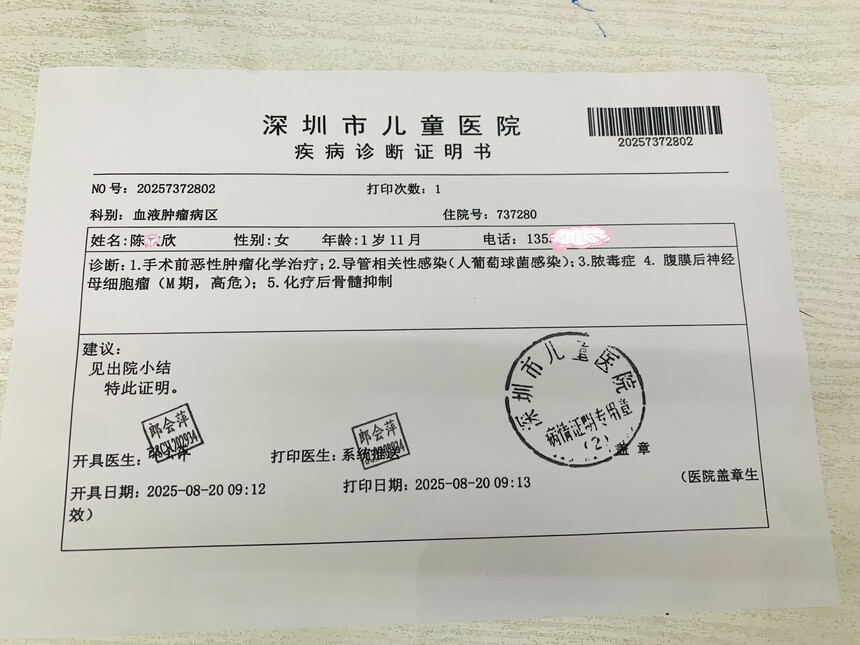 深圳市儿童医院
疾病诊断证明书
20257372802
NO号：20257372802 打印次数：1
科别：血液肿瘤病区 住院号：737280
姓名：陈 欣 性别：女 年龄：1岁11月 电话：135
诊断：1.手术前恶性肿瘤化学治疗；2.导管相关性感染（人葡萄球菌感染）；3.脓毒症 4. 腹膜后神经
母细胞瘤（M期，高危）；5.化疗后骨髓抑制
建议：
见出院小结
特此证明。
郎会萍
郎会萍
深圳市儿童医院
病情证明专用章
（2）
开具医生： 打印医生：系统推送 盖章
开具日期：2025-08-20 09:12 打印日期：2025-08-20 09:13 （医院盖章生
效）